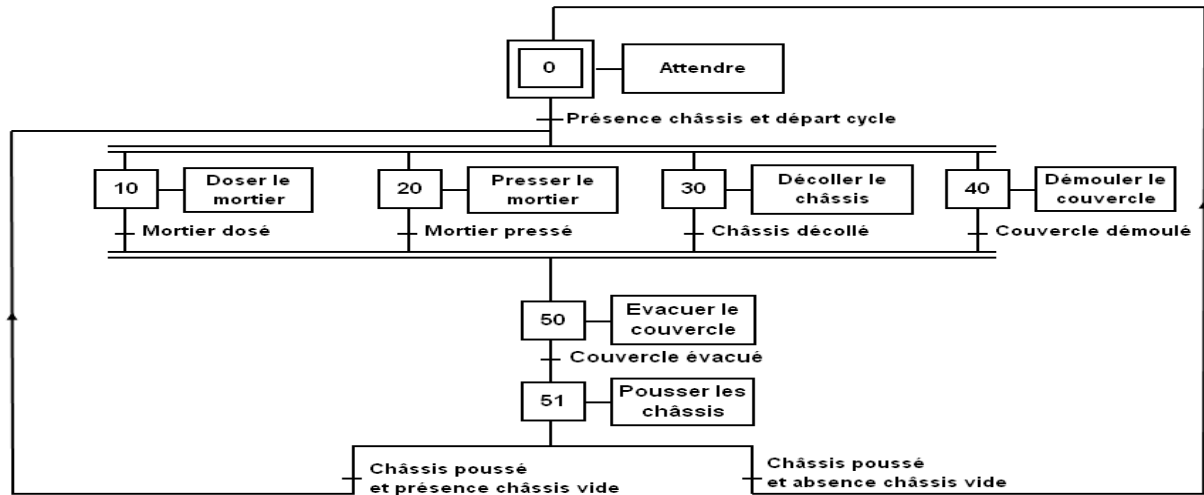 0
Attendre
Présence châssis et départ cycle
10
Doser le
mortier
20
Presser le
mortier
30
Décoller le
châssis
40
Démouler le
couvercle
Mortier dosé
Mortier pressé
Châssis décollé
Couvercle démoulé
50
Evacuer le
couvercle
Couvercle évacué
51
Pousser les
châssis
Châssis poussé
et présence châssis vide
Châssis poussé
et absence châssis vide